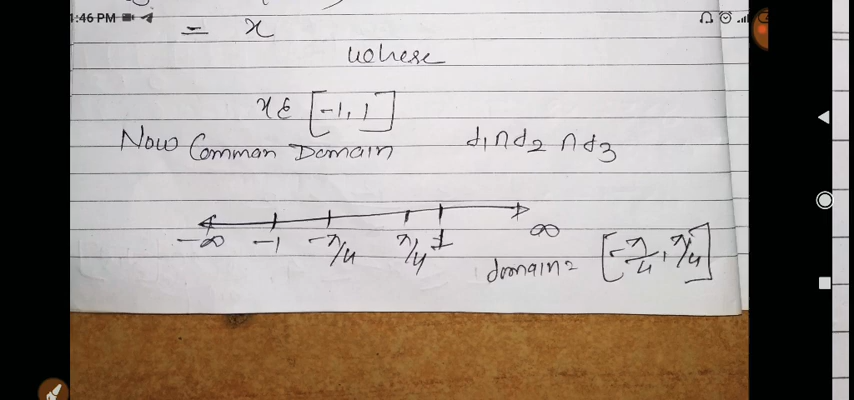 1:46 PM
= x
where
x ∈ [-1, 1]
Now Common Domain d₁∩d₂∩d₃
-∞ -1 -π/4 π/4 1 ∞
domain = [-π/4, π/4]